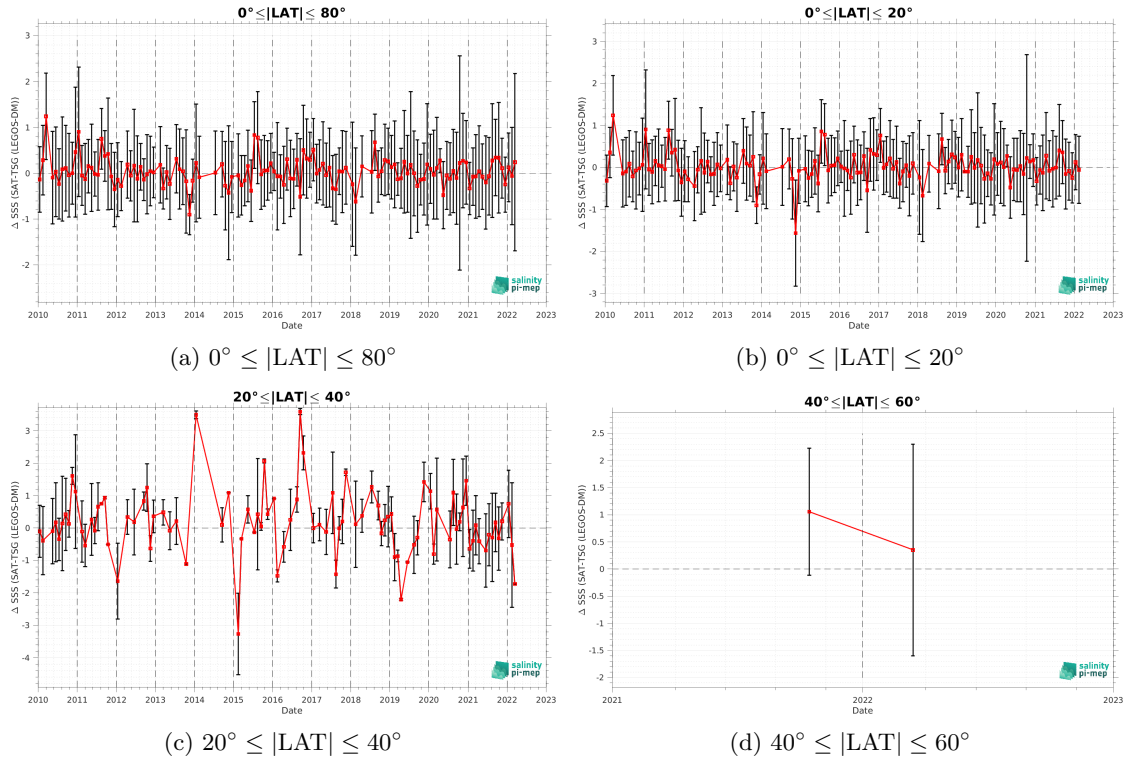 0°≤|LAT|≤ 80°
Δ SSS (SAT-TSG (LEGOS-DM))
3
2
1
0
-1
-2
salinity
pi-mep
2010 2011 2012 2013 2014 2015 2016 2017 2018 2019 2020 2021 2022 2023
Date
(a) 0° ≤ |LAT| ≤ 80°
0°≤|LAT|≤ 20°
Δ SSS (SAT-TSG (LEGOS-DM))
3
2
1
0
-1
-2
-3
salinity
pi-mep
2010 2011 2012 2013 2014 2015 2016 2017 2018 2019 2020 2021 2022 2023
Date
(b) 0° ≤ |LAT| ≤ 20°
20°≤|LAT|≤ 40°
Δ SSS (SAT-TSG (LEGOS-DM))
3
2
1
0
-1
-2
-3
-4
salinity
pi-mep
2010 2011 2012 2013 2014 2015 2016 2017 2018 2019 2020 2021 2022 2023
Date
(c) 20° ≤ |LAT| ≤ 40°
40°≤|LAT|≤ 60°
Δ SSS (SAT-TSG (LEGOS-DM))
2.5
2
1.5
1
0.5
0
-0.5
-1
-1.5
-2
salinity
pi-mep
2021 2022 2023
Date
(d) 40° ≤ |LAT| ≤ 60°